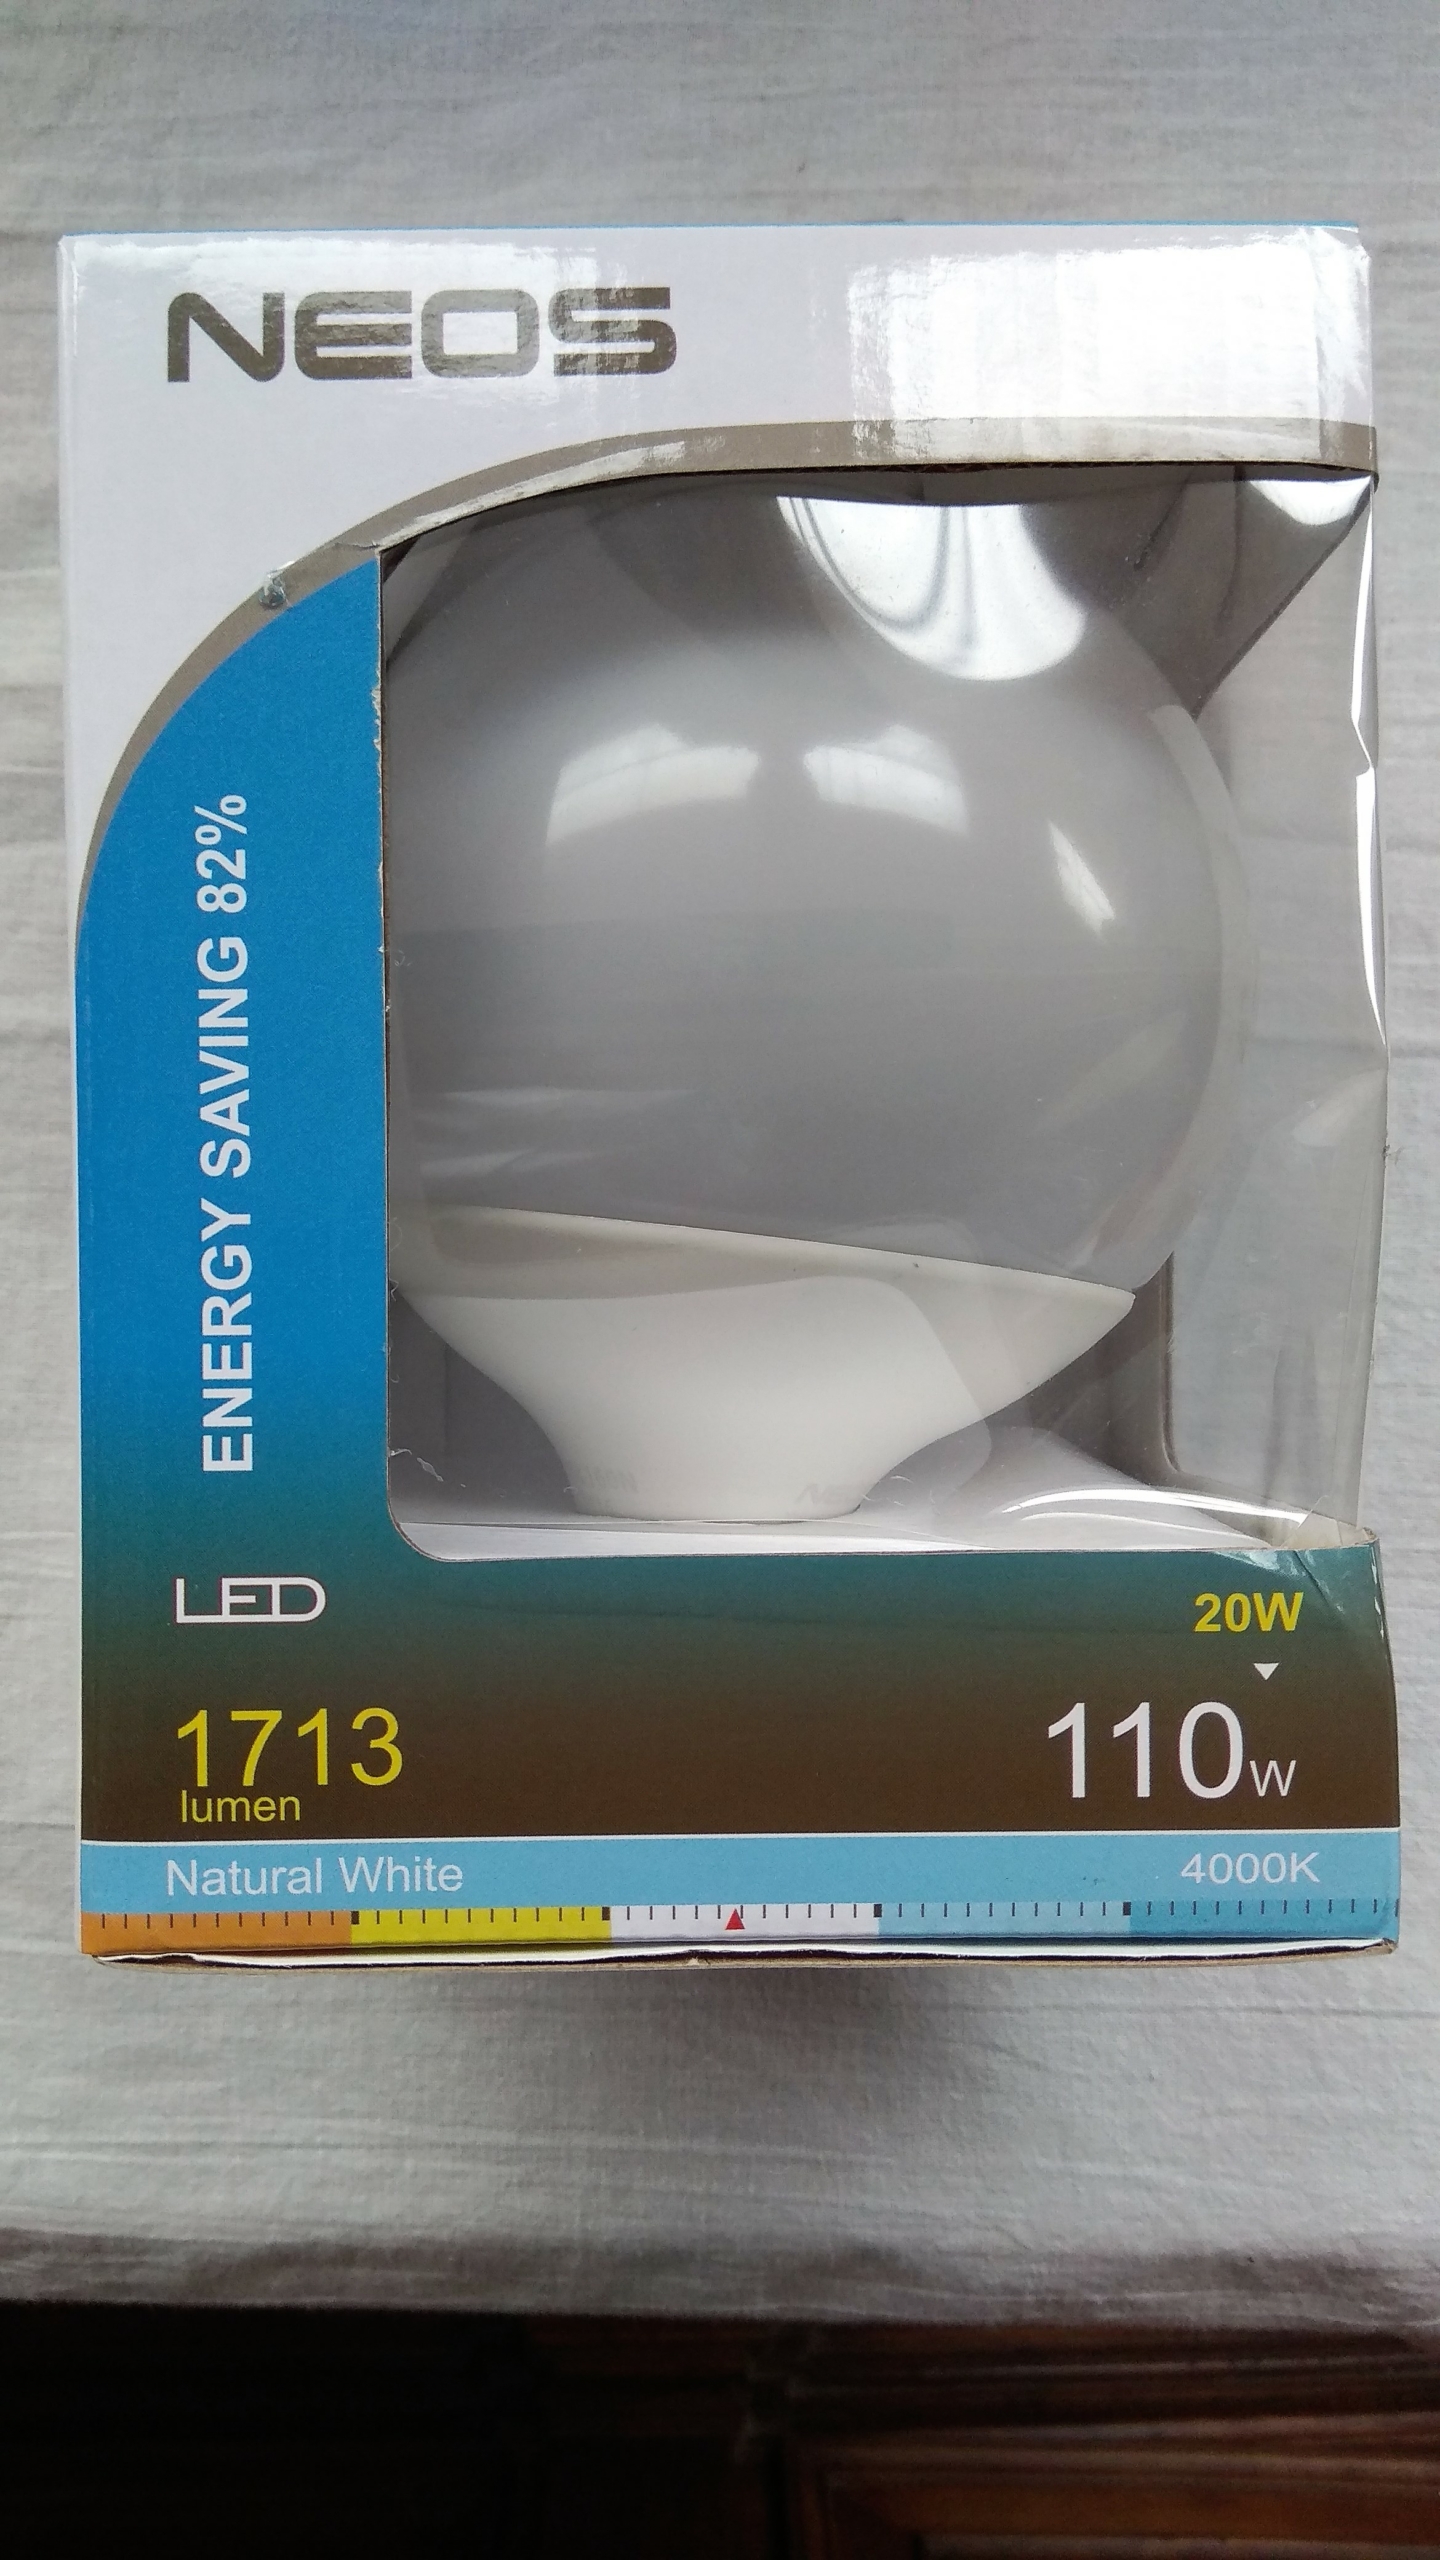 NEOS
ENERGY SAVING 82%
LED
20W
1713
lumen
110W
Natural White
4000K